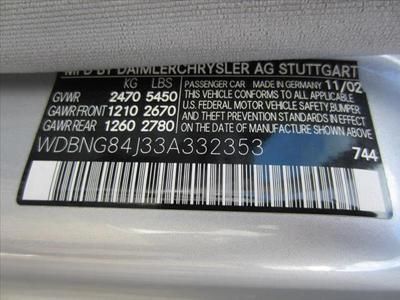 MFD BY DAIMLERCHRYSLER AG STUTTGART
KG LBS PASSENGER CAR MADE IN GERMANY 11/02
GVWR 2470 5450 THIS VEHICLE CONFORMS TO ALL APPLICABLE
GAWR FRONT 1210 2670 U.S. FEDERAL MOTOR VEHICLE SAFETY, BUMPER,
GAWR REAR 1260 2780 AND THEFT PREVENTION STANDARDS IN EFFECT
ON THE DATE OF MANUFACTURE SHOWN ABOVE
WDBNG84J33A332353
744